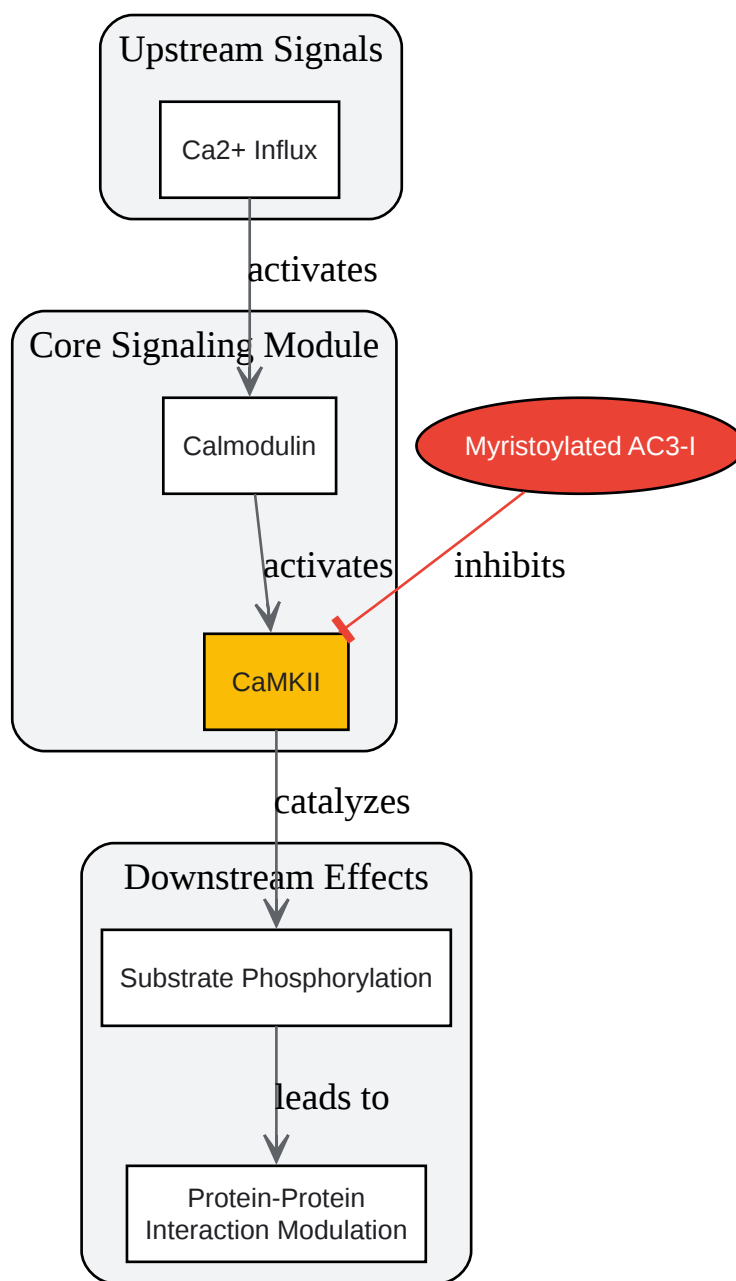 Upstream Signals
Ca2+ Influx
activates
Core Signaling Module
Calmodulin
Myristoylated AC3-I
activates
inhibits
CaMKII
catalyzes
Downstream Effects
Substrate Phosphorylation
leads to
Protein-Protein
Interaction Modulation